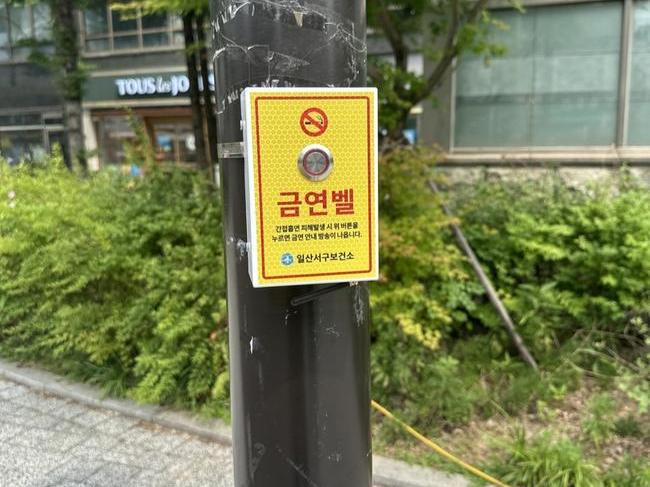 TOUS les JO
금연벨
간접흡연 피해발생 시 위 버튼을
누르면 금연 안내 방송이 나옵니다.
일산서구보건소